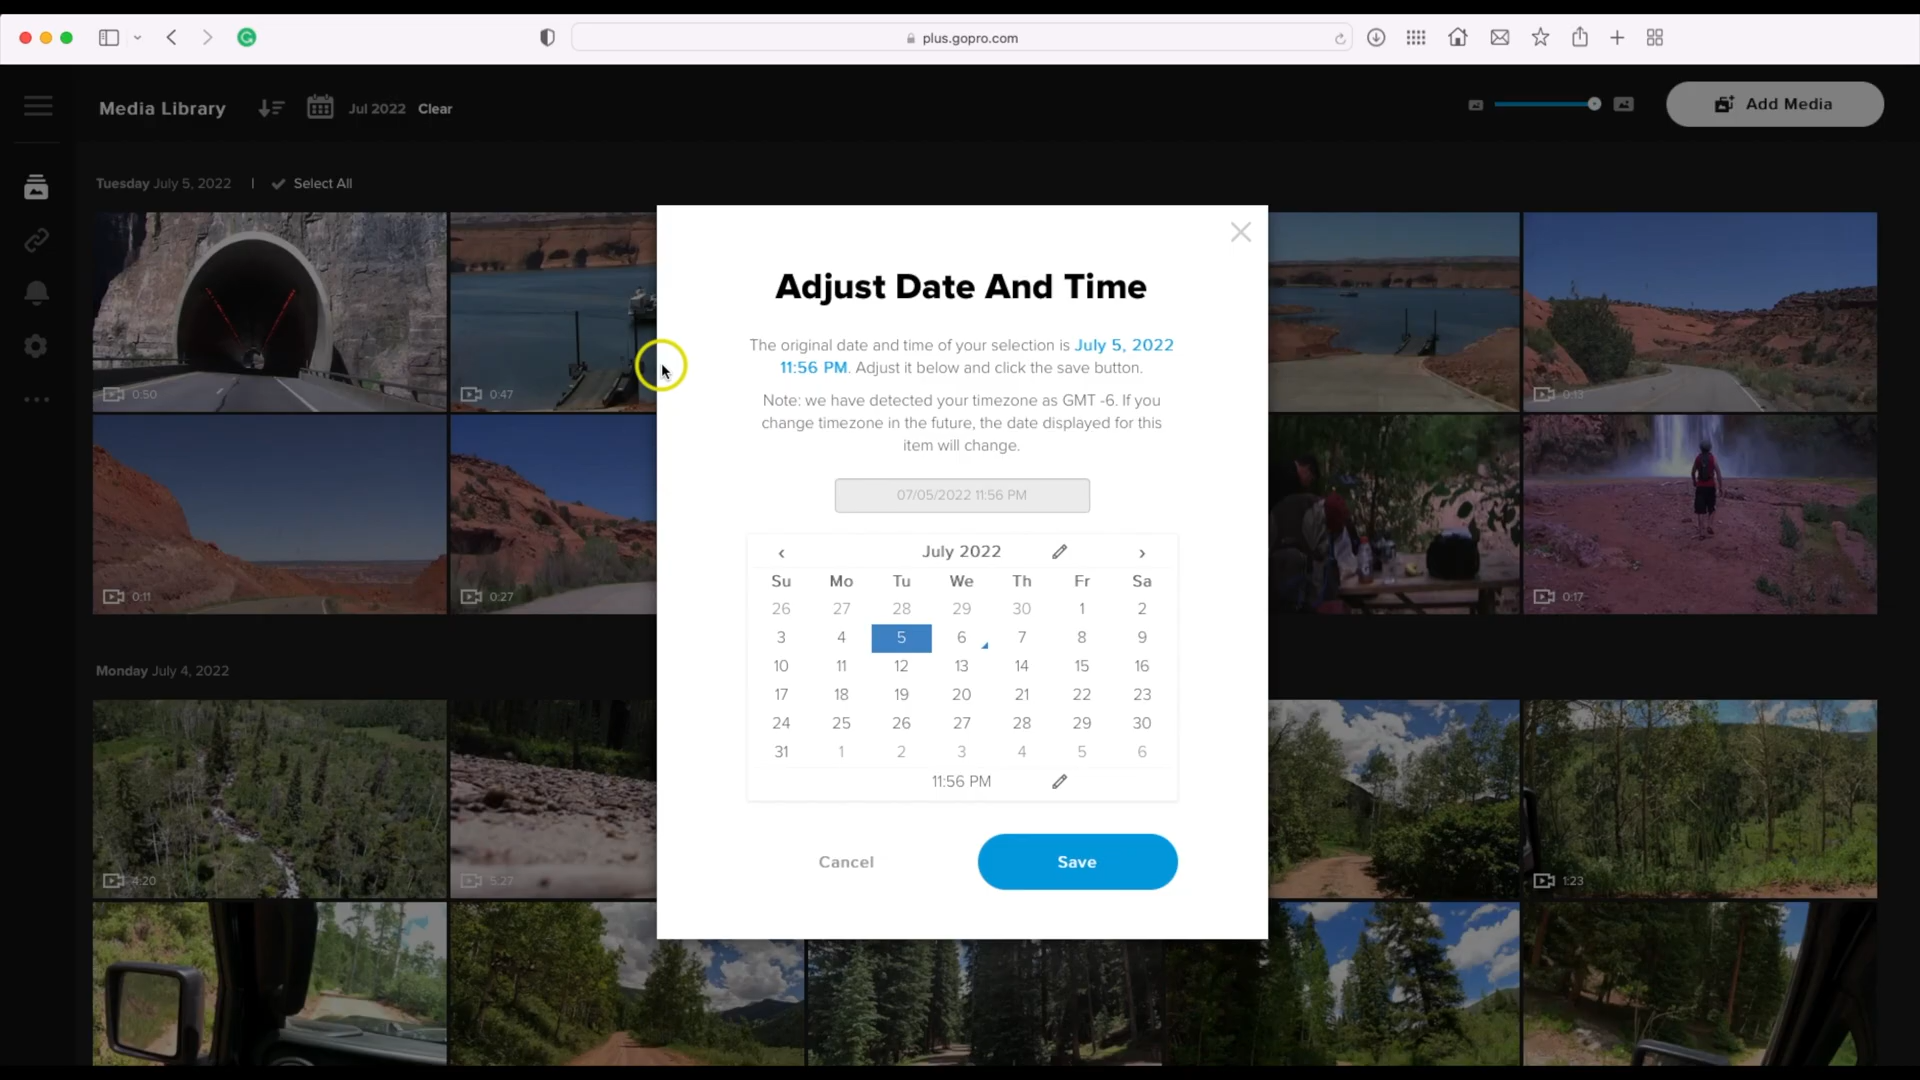 plus.gopro.com
Media Library
Jul 2022 Clear
Add Media
Tuesday July 5, 2022 | Select All
0:50
0:47
0:13
0:11
0:27
0:17
Adjust Date And Time
The original date and time of your selection is July 5, 2022
11:56 PM. Adjust it below and click the save button.
Note: we have detected your timezone as GMT -6. If you
change timezone in the future, the date displayed for this
item will change.
07/05/2022 11:56 PM
‹ July 2022 ›
Su Mo Tu We Th Fr Sa
26 27 28 29 30 1 2
3 4 5 6 7 8 9
10 11 12 13 14 15 16
17 18 19 20 21 22 23
24 25 26 27 28 29 30
31 1 2 3 4 5 6
11:56 PM
Cancel Save
Monday July 4, 2022
4:20
5:27
1:23